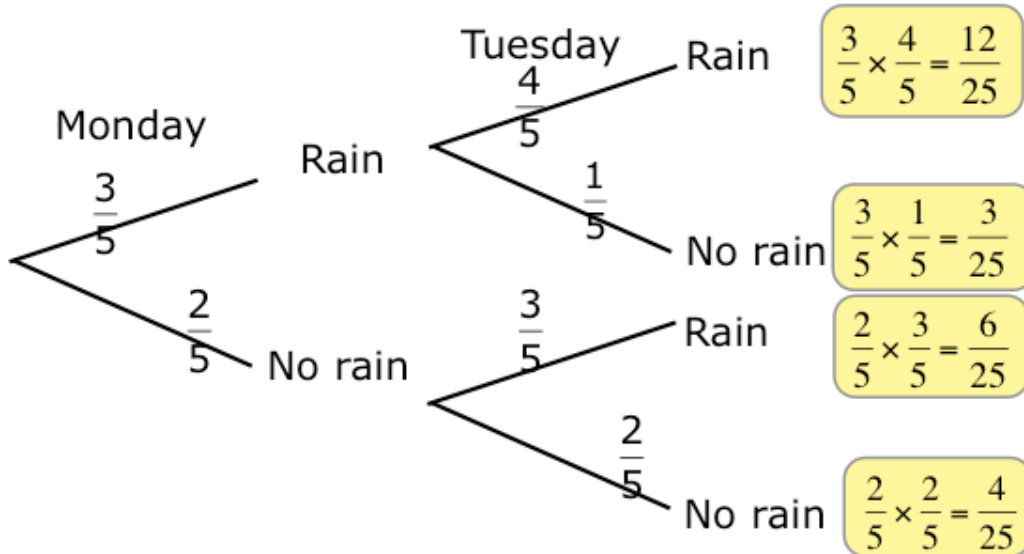 Monday
3/5
Rain
2/5
No rain
Tuesday
4/5
Rain
1/5
No rain
3/5
Rain
2/5
No rain
3/5 × 4/5 = 12/25
3/5 × 1/5 = 3/25
2/5 × 3/5 = 6/25
2/5 × 2/5 = 4/25